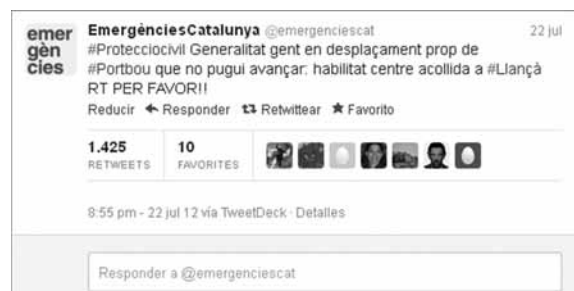 emer
gèn
cies
EmergènciesCatalunya @emergenciescat 22 jul
#Protecciocivil Generalitat gent en desplaçament prop de
#Portbou que no pugui avançar: habilitat centre acollida a #Llançà
RT PER FAVOR!!
Reducir Responder Retwittear Favorito
1.425 10
RETWEETS FAVORITES
8:55 pm - 22 jul 12 vía TweetDeck · Detalles
Responder a @emergenciescat